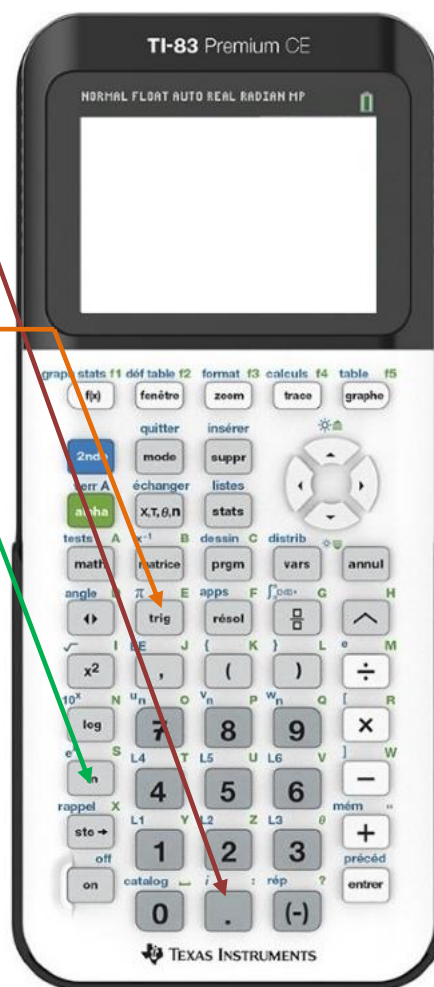 TI-83 Premium CE
NORMAL FLOAT AUTO REAL RADIAN MP
graph stats f1 déf table f2 format f3 calculs f4 table f5
f(x) fenêtre zoom trace graphe
quitter insérer
2nde mode suppr
verr A échanger listes
alpha X,T,θ,n stats
tests A x⁻¹ B dessin C distrib
math matrice prgm vars annul
angle D π E apps F G H
trig résol
√ I EE J { K } L e M
x² , ( ) ÷
10ˣ N uₙ O vₙ P wₙ Q [ R
log 7 8 9 ×
eˣ S L4 T L5 U L6 V ] W
ln 4 5 6 −
rappel X L1 Y L2 Z L3 θ mém "
sto→ 1 2 3 +
off catalog i : rép ? précéd
on 0 . (-) entrer
TEXAS INSTRUMENTS